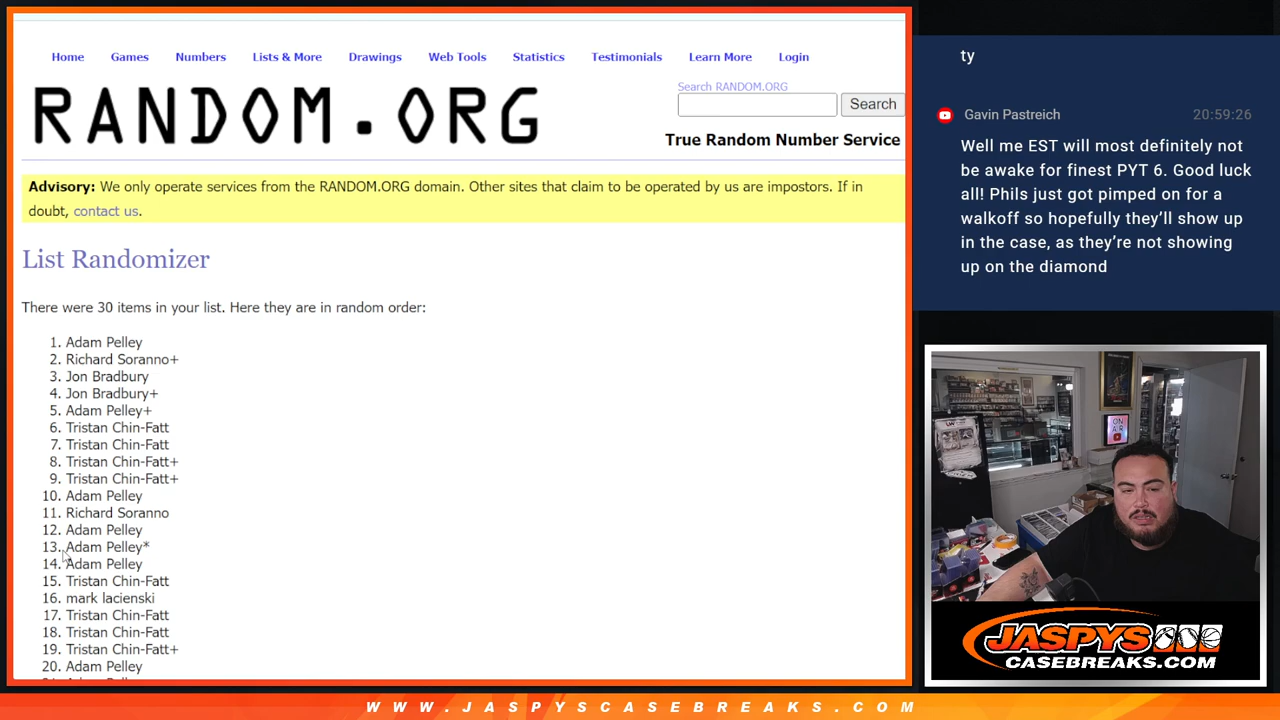 Home Games Numbers Lists & More Drawings Web Tools Statistics Testimonials Learn More Login
RANDOM.ORG
Search RANDOM.ORG
Search
True Random Number Service
Advisory: We only operate services from the RANDOM.ORG domain. Other sites that claim to be operated by us are impostors. If in
doubt, contact us.
List Randomizer
There were 30 items in your list. Here they are in random order:
1. Adam Pelley
2. Richard Soranno+
3. Jon Bradbury
4. Jon Bradbury+
5. Adam Pelley+
6. Tristan Chin-Fatt
7. Tristan Chin-Fatt
8. Tristan Chin-Fatt+
9. Tristan Chin-Fatt+
10. Adam Pelley
11. Richard Soranno
12. Adam Pelley
13. Adam Pelley*
14. Adam Pelley
15. Tristan Chin-Fatt
16. mark lacienski
17. Tristan Chin-Fatt
18. Tristan Chin-Fatt
19. Tristan Chin-Fatt+
20. Adam Pelley
ty
Gavin Pastreich 20:59:26
Well me EST will most definitely not
be awake for finest PYT 6. Good luck
all! Phils just got pimped on for a
walkoff so hopefully they'll show up
in the case, as they're not showing
up on the diamond
ON
AIR
JASPYS
CASEBREAKS.COM
WWW.JASPYSCASEBREAKS.COM